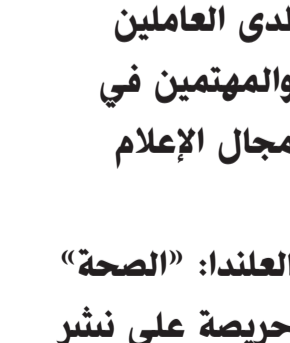 لدى العاملين
والمهتمين في
مجال الإعلام
العلندا: «الصحة»
حريصة على نشر